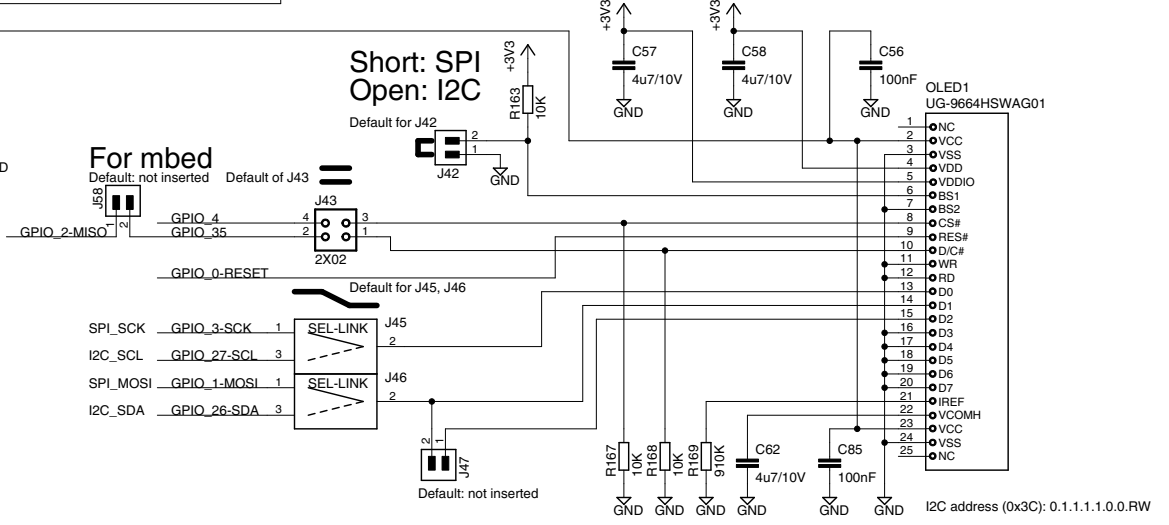 +3V3
+3V3
C57
4u7/10V
GND
C58
4u7/10V
GND
C56
100nF
GND
Short: SPI
Open: I2C
+3V3
R163
10K
Default for J42
2
1
J42
GND
D
For mbed
Default: not inserted
J58
1
2
Default of J43
J43
GPIO_4
4
3
GPIO_2-MISO
GPIO_35
2
1
2X02
GPIO_0-RESET
Default for J45, J46
SPI_SCK
GPIO_3-SCK
1
SEL-LINK
J45
2
I2C_SCL
GPIO_27-SCL
3
SPI_MOSI
GPIO_1-MOSI
1
SEL-LINK
J46
2
I2C_SDA
GPIO_26-SDA
3
2
1
J47
Default: not inserted
R167
10K
GND
R168
10K
GND
R169
910K
GND
C62
4u7/10V
GND
C85
100nF
GND
GND
OLED1
UG-9664HSWAG01
1 NC
2 VCC
3 VSS
4 VDD
5 VDDIO
6 BS1
7 BS2
8 CS#
9 RES#
10 D/C#
11 WR
12 RD
13 D0
14 D1
15 D2
16 D3
17 D4
18 D5
19 D6
20 D7
21 IREF
22 VCOMH
23 VCC
24 VSS
25 NC
I2C address (0x3C): 0.1.1.1.1.0.0.RW